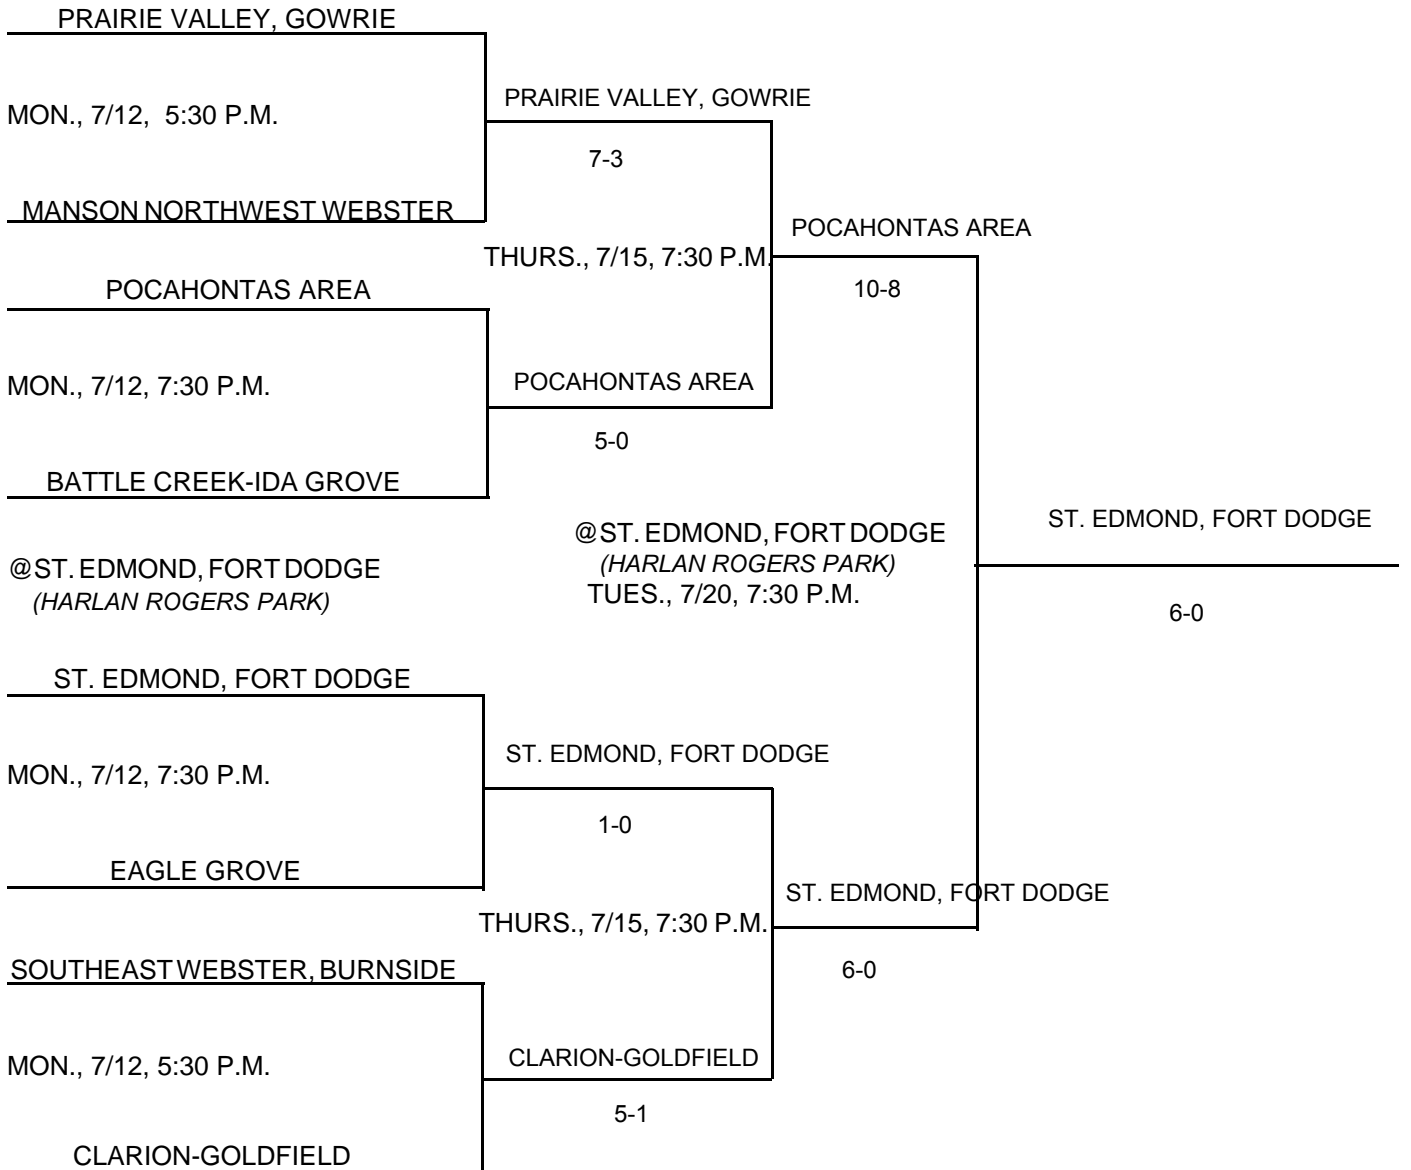 PRAIRIE VALLEY, GOWRIE
PRAIRIE VALLEY, GOWRIE
MON., 7/12, 5:30 P.M.
7-3
MANSON NORTHWEST WEBSTER
POCAHONTAS AREA
THURS., 7/15, 7:30 P.M.
POCAHONTAS AREA
10-8
MON., 7/12, 7:30 P.M.
POCAHONTAS AREA
5-0
BATTLE CREEK-IDA GROVE
ST. EDMOND, FORT DODGE
@ST. EDMOND, FORT DODGE
(HARLAN ROGERS PARK)
TUES., 7/20, 7:30 P.M.
@ST. EDMOND, FORT DODGE
(HARLAN ROGERS PARK)
6-0
ST. EDMOND, FORT DODGE
ST. EDMOND, FORT DODGE
MON., 7/12, 7:30 P.M.
1-0
EAGLE GROVE
ST. EDMOND, FORT DODGE
THURS., 7/15, 7:30 P.M.
6-0
SOUTHEAST WEBSTER, BURNSIDE
MON., 7/12, 5:30 P.M.
CLARION-GOLDFIELD
5-1
CLARION-GOLDFIELD